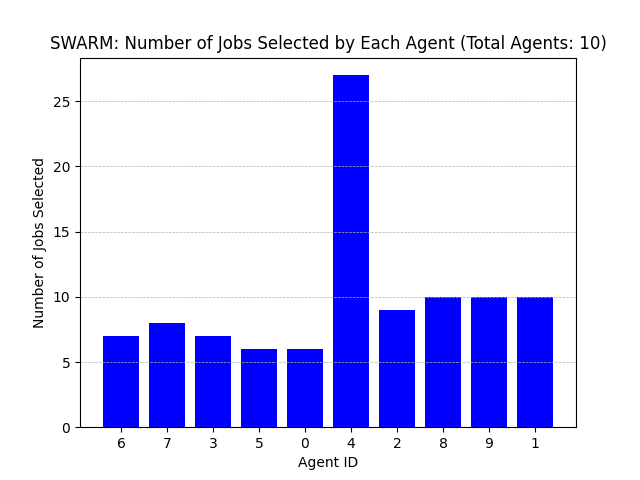 SWARM: Number of Jobs Selected by Each Agent (Total Agents: 10)
25
20
15
10
5
0
Number of Jobs Selected
6 7 3 5 0 4 2 8 9 1
Agent ID